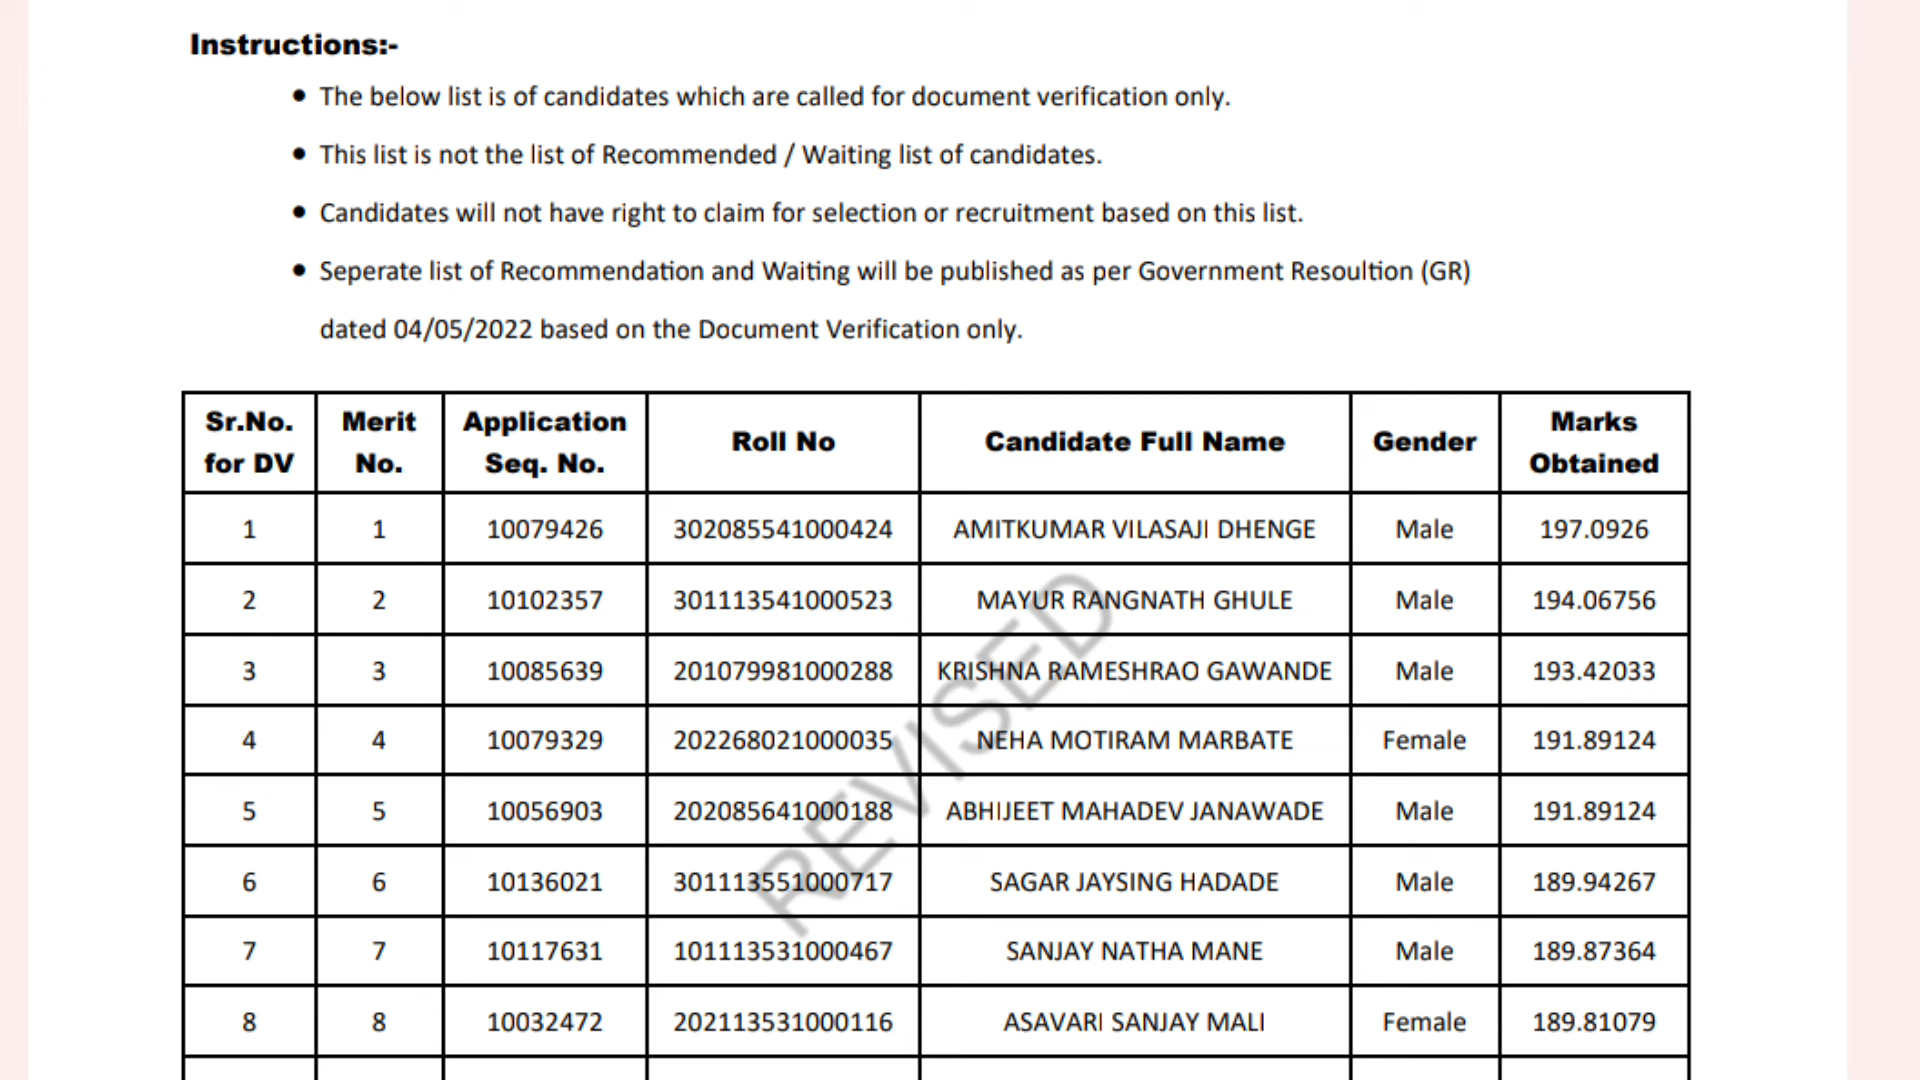 Instructions:-
• The below list is of candidates which are called for document verification only.
• This list is not the list of Recommended / Waiting list of candidates.
• Candidates will not have right to claim for selection or recruitment based on this list.
• Seperate list of Recommendation and Waiting will be published as per Government Resoultion (GR)
dated 04/05/2022 based on the Document Verification only.
Sr.No. for DV Merit No. Application Seq. No. Roll No Candidate Full Name Gender Marks Obtained
1 1 10079426 302085541000424 AMITKUMAR VILASAJI DHENGE Male 197.0926
2 2 10102357 301113541000523 MAYUR RANGNATH GHULE Male 194.06756
3 3 10085639 201079981000288 KRISHNA RAMESHRAO GAWANDE Male 193.42033
4 4 10079329 202268021000035 NEHA MOTIRAM MARBATE Female 191.89124
5 5 10056903 202085641000188 ABHIJEET MAHADEV JANAWADE Male 191.89124
6 6 10136021 301113551000717 SAGAR JAYSING HADADE Male 189.94267
7 7 10117631 101113531000467 SANJAY NATHA MANE Male 189.87364
8 8 10032472 202113531000116 ASAVARI SANJAY MALI Female 189.81079
REVISED